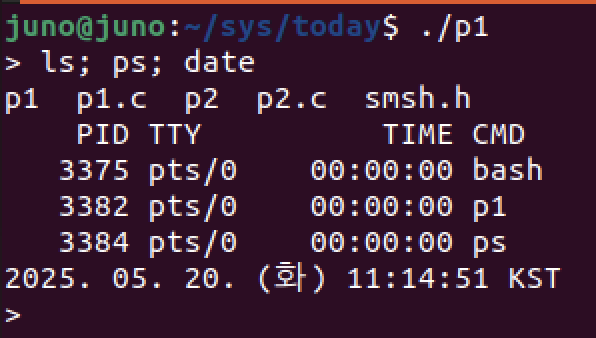 juno@juno:~/sys/today$ ./p1
> ls; ps; date
p1  p1.c  p2  p2.c  smsh.h
    PID TTY          TIME CMD
   3375 pts/0    00:00:00 bash
   3382 pts/0    00:00:00 p1
   3384 pts/0    00:00:00 ps
2025. 05. 20. (화) 11:14:51 KST
>